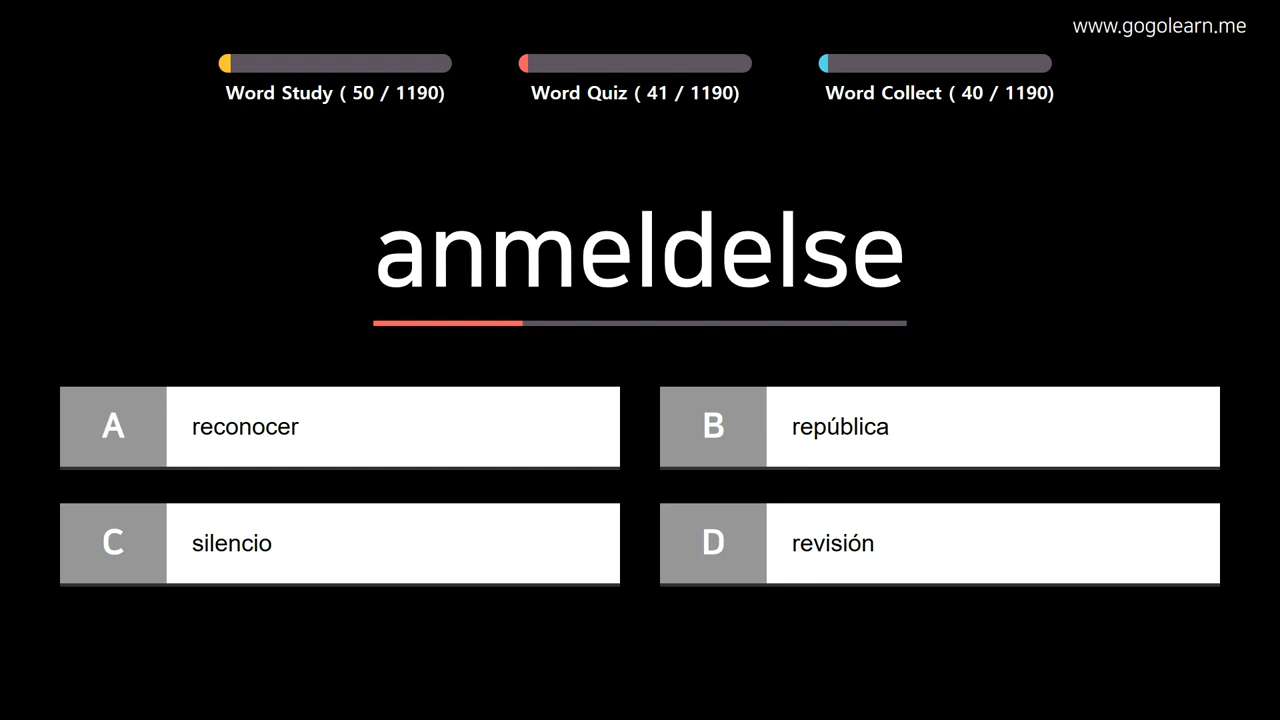 www.gogolearn.me
Word Study ( 50 / 1190)
Word Quiz ( 41 / 1190)
Word Collect ( 40 / 1190)
anmeldelse
A reconocer
B república
C silencio
D revisión